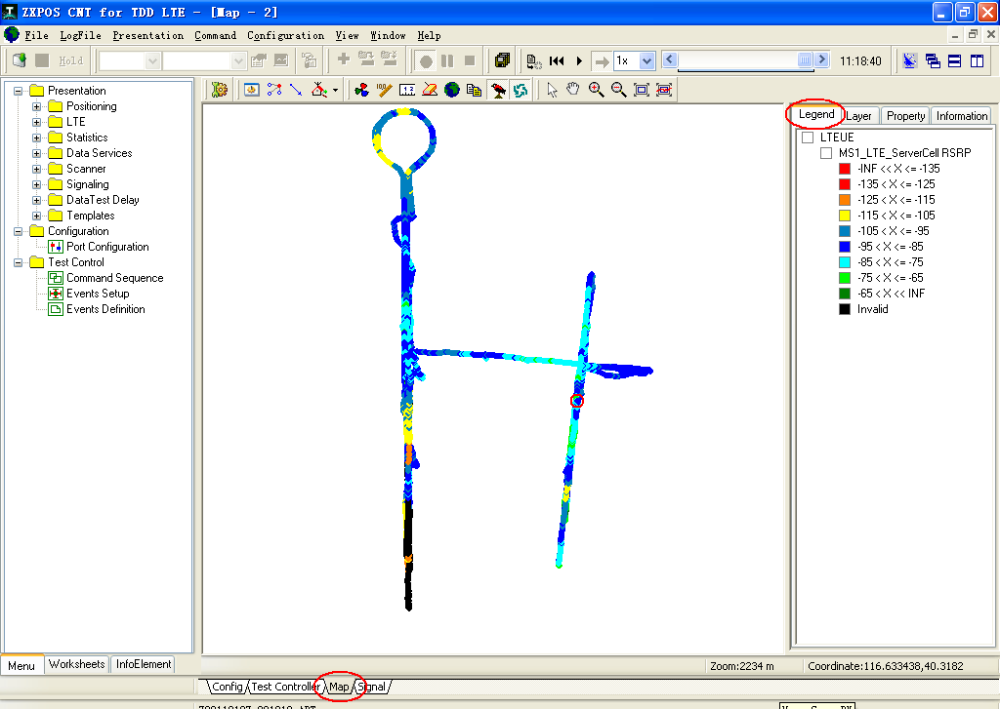 ZXPOS CNT for TDD LTE - [Map - 2]
File LogFile Presentation Command Configuration View Window Help
Hold 1x 11:18:40
Presentation
Positioning
LTE
Statistics
Data Services
Scanner
Signaling
DataTest Delay
Templates
Configuration
Port Configuration
Test Control
Command Sequence
Events Setup
Events Definition
Legend Layer Property Information
LTEUE
MS1_LTE_ServerCell RSRP
-INF << X <= -135
-135 < X <= -125
-125 < X <= -115
-115 < X <= -105
-105 < X <= -95
-95 < X <= -85
-85 < X <= -75
-75 < X <= -65
-65 < X << INF
Invalid
Menu Worksheets InfoElement
Zoom:2234 m Coordinate:116.633438,40.3182
Config Test Controller Map Signal